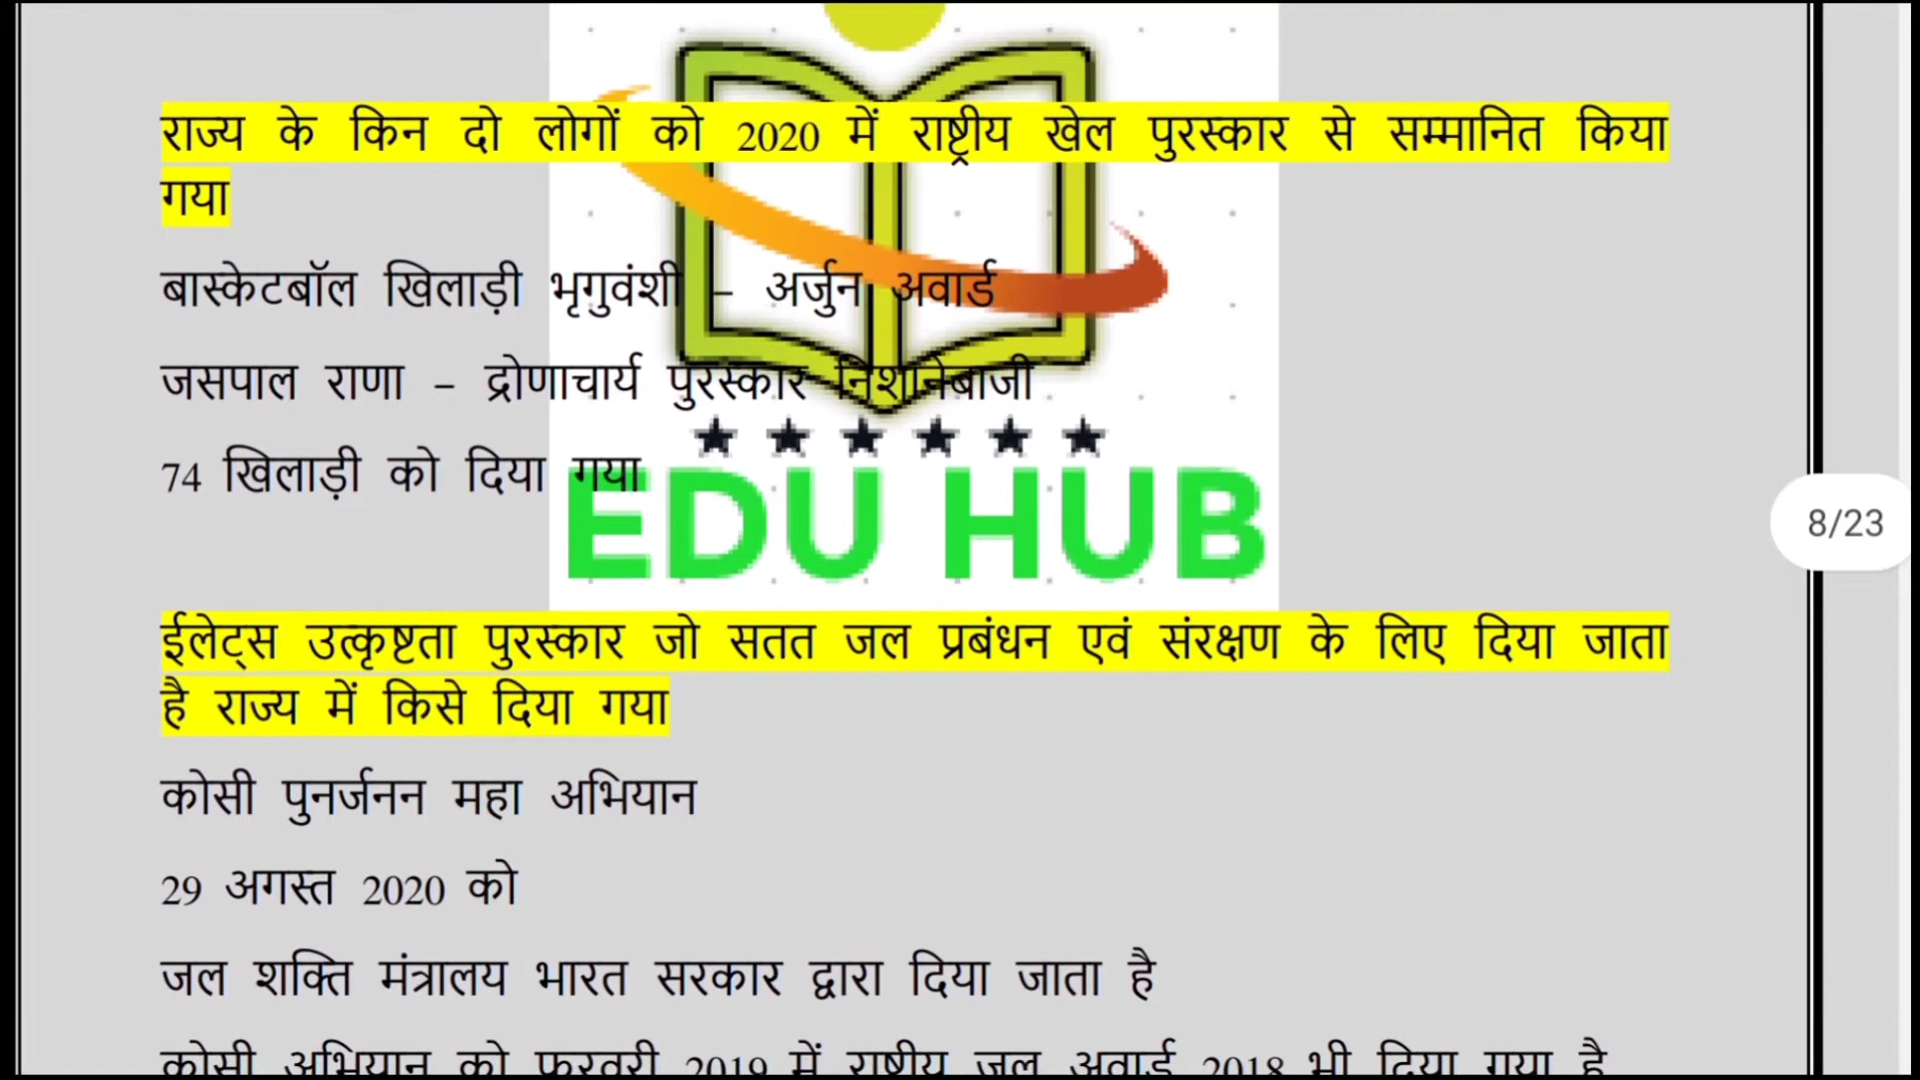 राज्य के किन दो लोगों को 2020 में राष्ट्रीय खेल पुरस्कार से सम्मानित किया
गया
बास्केटबॉल खिलाड़ी भृगुवंशी – अर्जुन अवार्ड
जसपाल राणा – द्रोणाचार्य पुरस्कार निशानेबाजी
74 खिलाड़ी को दिया गया
EDU HUB
8/23
ईलेट्स उत्कृष्टता पुरस्कार जो सतत जल प्रबंधन एवं संरक्षण के लिए दिया जाता
है राज्य में किसे दिया गया
कोसी पुनर्जनन महा अभियान
29 अगस्त 2020 को
जल शक्ति मंत्रालय भारत सरकार द्वारा दिया जाता है
कोसी अभियान को फरवरी 2019 में राष्ट्रीय जल अवार्ड 2018 भी दिया गया है